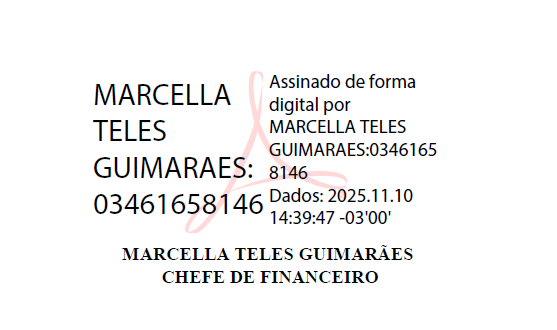 MARCELLA
TELES
GUIMARAES:
03461658146
Assinado de forma
digital por
MARCELLA TELES
GUIMARAES:0346165
8146
Dados: 2025.11.10
14:39:47 -03'00'
MARCELLA TELES GUIMARÃES
CHEFE DE FINANCEIRO